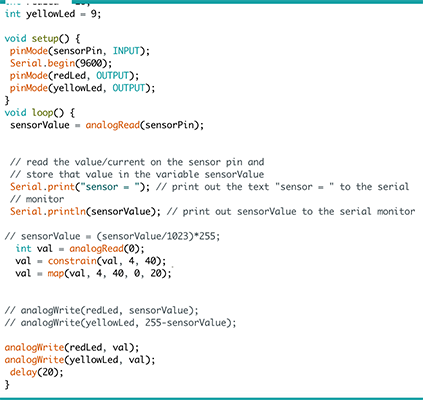 int yellowLed = 9;
void setup() {
pinMode(sensorPin, INPUT);
Serial.begin(9600);
pinMode(redLed, OUTPUT);
pinMode(yellowLed, OUTPUT);
}
void loop() {
sensorValue = analogRead(sensorPin);
// read the value/current on the sensor pin and
// store that value in the variable sensorValue
Serial.print("sensor = "); // print out the text "sensor = " to the serial
// monitor
Serial.println(sensorValue); // print out sensorValue to the serial monitor
// sensorValue = (sensorValue/1023)*255;
int val = analogRead(0);
val = constrain(val, 4, 40);
val = map(val, 4, 40, 0, 20);
// analogWrite(redLed, sensorValue);
// analogWrite(yellowLed, 255-sensorValue);
analogWrite(redLed, val);
analogWrite(yellowLed, val);
delay(20);
}